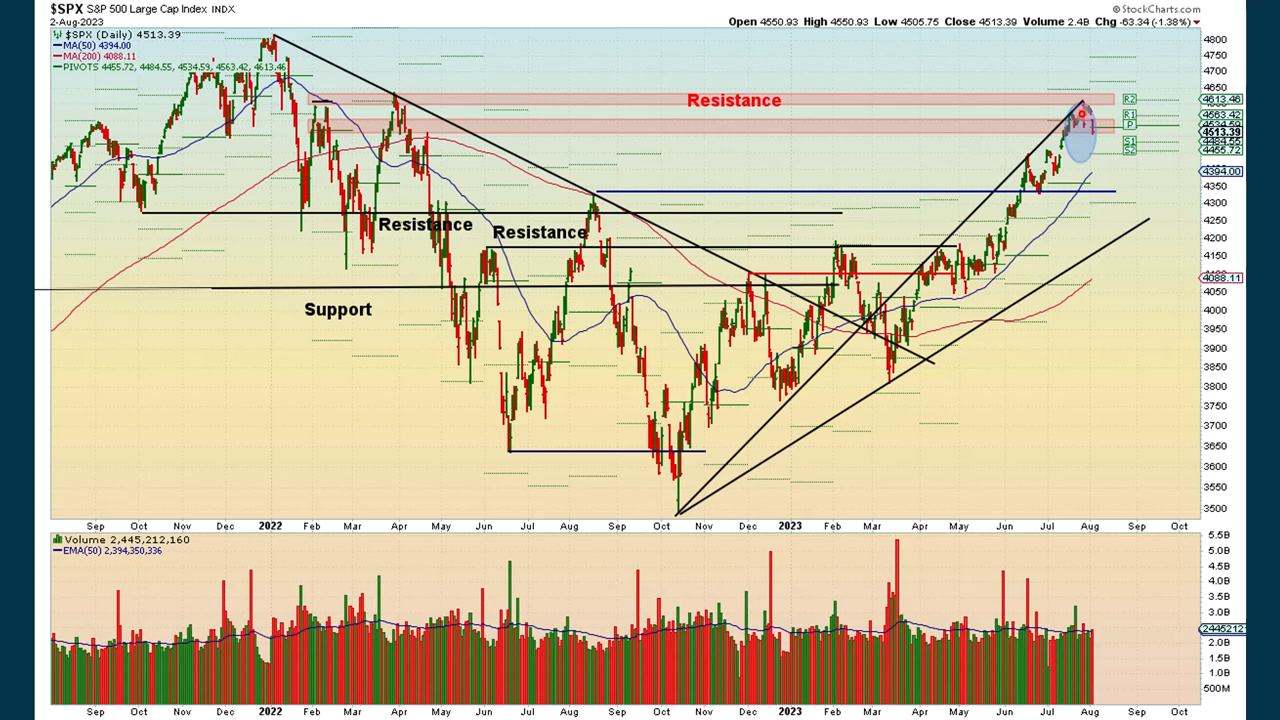 $SPX S&P 500 Large Cap Index INDX
© StockCharts.com
2-Aug-2023
Open 4550.93 High 4550.93 Low 4505.75 Close 4513.39 Volume 2.4B Chg -63.34 (-1.38%)
$SPX (Daily) 4513.39
MA(50) 4394.00
MA(200) 4088.11
PIVOTS 4455.72, 4484.55, 4534.59, 4563.42, 4613.46
Resistance
Resistance
Resistance
Support
R2
R1
P
S1
S2
4800
4750
4700
4650
4613.46
4563.42
4513.39
4455.72
4394.00
4350
4300
4250
4200
4150
4088.11
4050
4000
3950
3900
3850
3800
3750
3700
3650
3600
3550
3500
Sep Oct Nov Dec 2022 Feb Mar Apr May Jun Jul Aug Sep Oct Nov Dec 2023 Feb Mar Apr May Jun Jul Aug Sep Oct
Volume 2,445,212,160
EMA(50) 2,394,350,336
5.5B
5.0B
4.5B
4.0B
3.5B
3.0B
2445212
2.0B
1.5B
1.0B
500M
Sep Oct Nov Dec 2022 Feb Mar Apr May Jun Jul Aug Sep Oct Nov Dec 2023 Feb Mar Apr May Jun Jul Aug Sep Oct